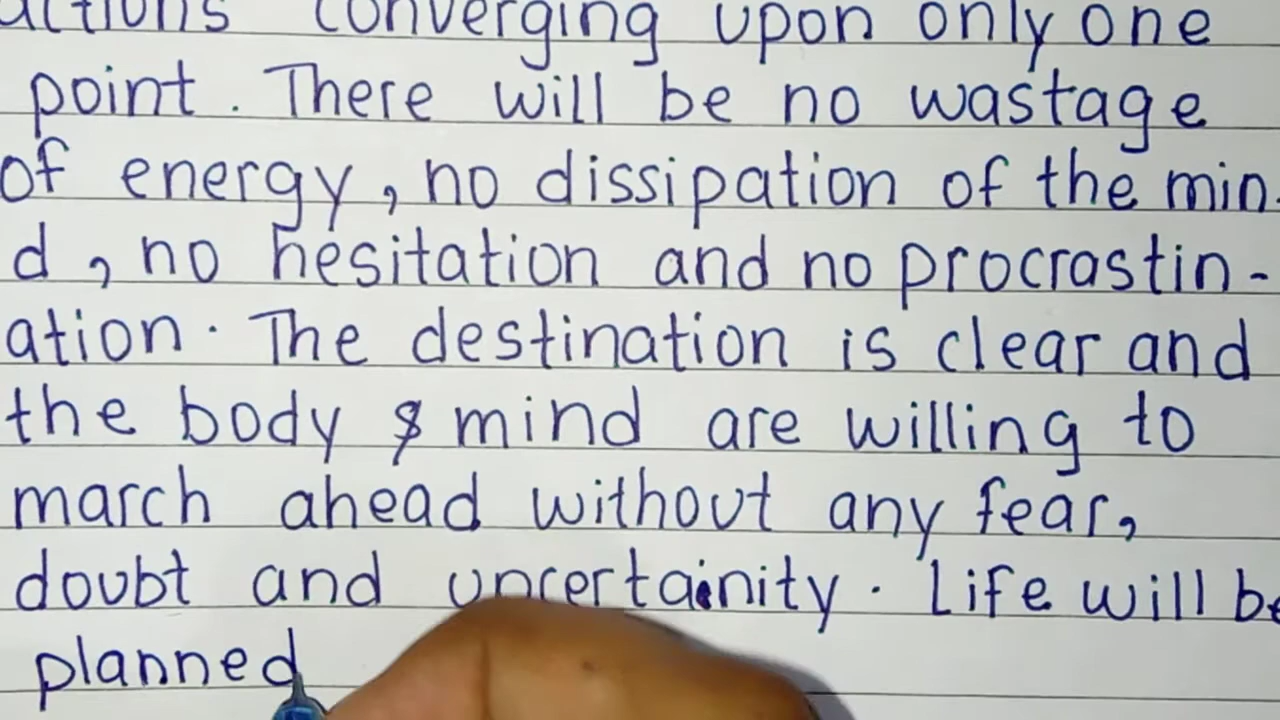 actions converging upon only one
point. There will be no wastage
of energy, no dissipation of the min-
d, no hesitation and no procrastin-
ation. The destination is clear and
the body & mind are willing to
march ahead without any fear,
doubt and uncertainity. Life will be
planned